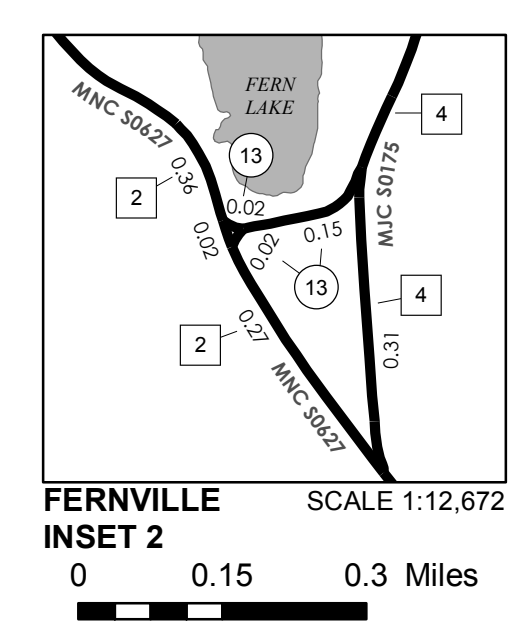 FERN
LAKE
MNC S0627
4
13
0.36
2
MJC S0175
0.02
0.02
0.02
0.15
13
4
2
0.27
0.31
MNC S0627
FERNVILLE
INSET 2
SCALE 1:12,672
0 0.15 0.3 Miles